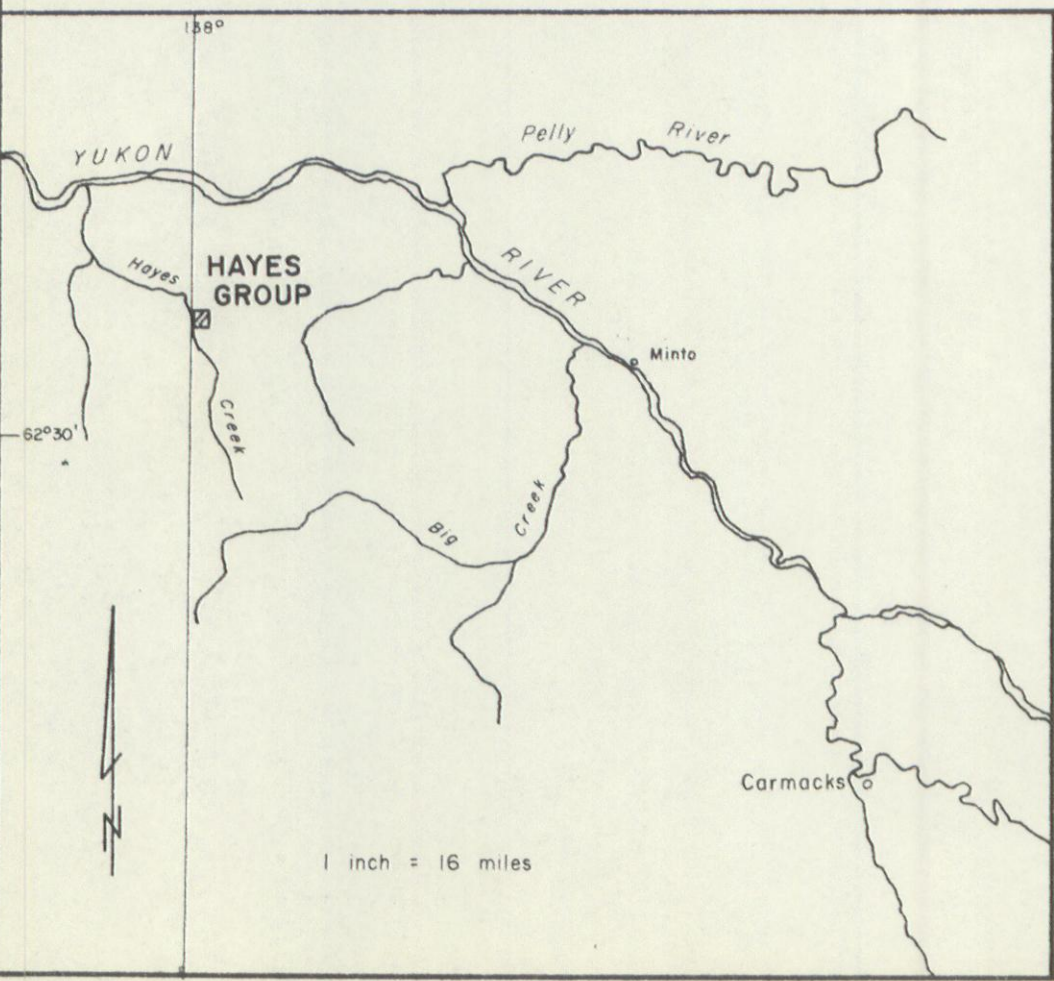 138°
YUKON
Pelly River
RIVER
Hayes
HAYES
GROUP
Minto
62°30'
Creek
Big
Creek
Carmacks
N
1 inch = 16 miles